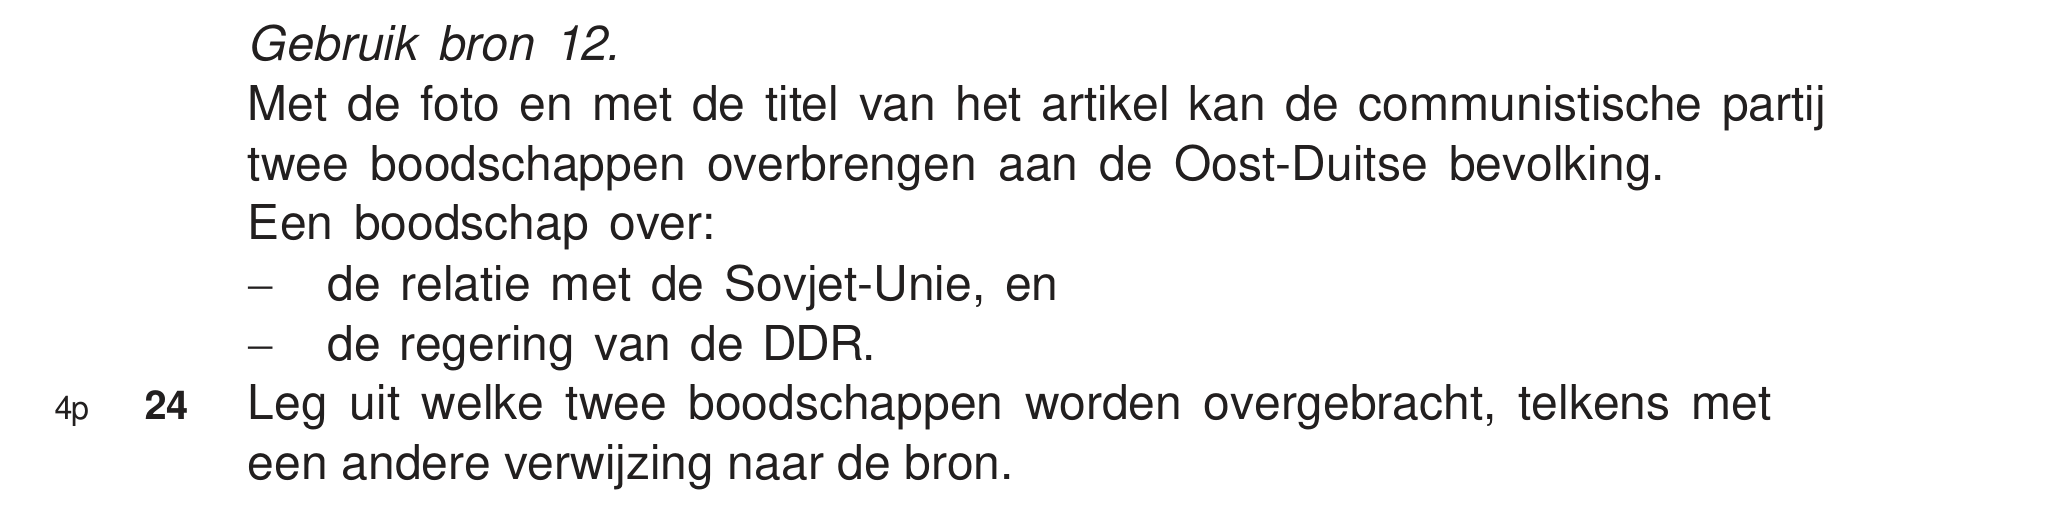 Gebruik bron 12.
Met de foto en met de titel van het artikel kan de communistische partij
twee boodschappen overbrengen aan de Oost-Duitse bevolking.
Een boodschap over:
– de relatie met de Sovjet-Unie, en
– de regering van de DDR.
4p 24 Leg uit welke twee boodschappen worden overgebracht, telkens met
een andere verwijzing naar de bron.